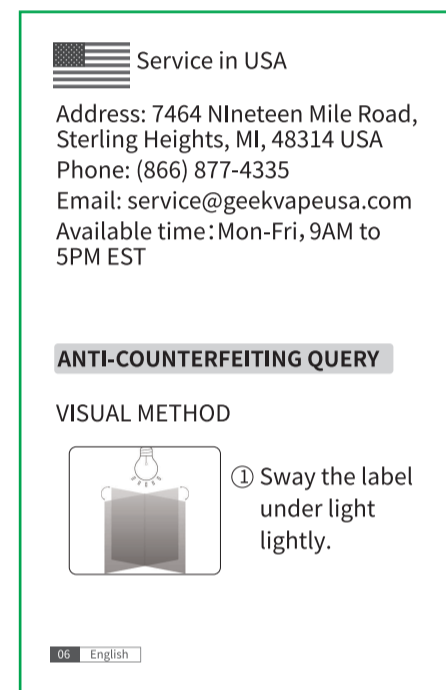 Service in USA
Address: 7464 NIneteen Mile Road,
Sterling Heights, MI, 48314 USA
Phone: (866) 877-4335
Email: service@geekvapeusa.com
Available time:Mon-Fri, 9AM to
5PM EST
ANTI-COUNTERFEITING QUERY
VISUAL METHOD
① Sway the label
under light
lightly.
06 English